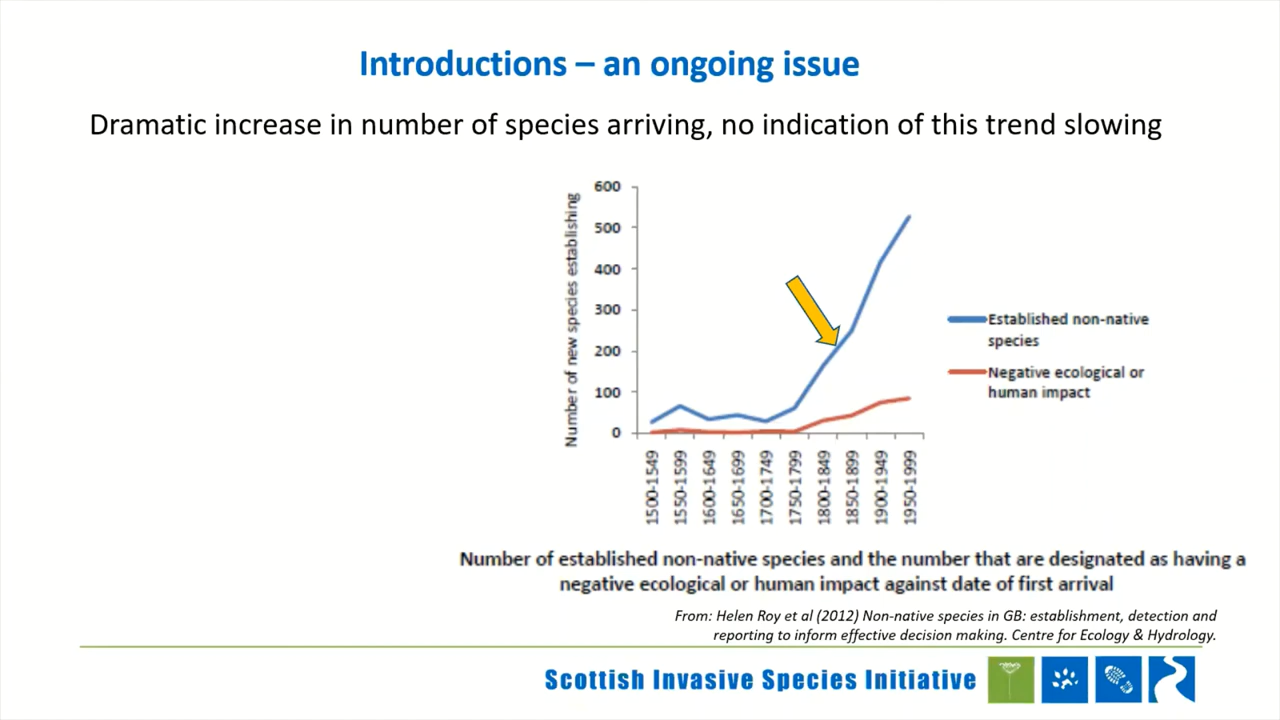 Introductions – an ongoing issue
Dramatic increase in number of species arriving, no indication of this trend slowing
Number of new species establishing
600
500
400
300
200
100
0
1500-1549
1550-1599
1600-1649
1650-1699
1700-1749
1750-1799
1800-1849
1850-1899
1900-1949
1950-1999
Established non-native
species
Negative ecological or
human impact
Number of established non-native species and the number that are designated as having a
negative ecological or human impact against date of first arrival
From: Helen Roy et al (2012) Non-native species in GB: establishment, detection and
reporting to inform effective decision making. Centre for Ecology & Hydrology.
Scottish Invasive Species Initiative